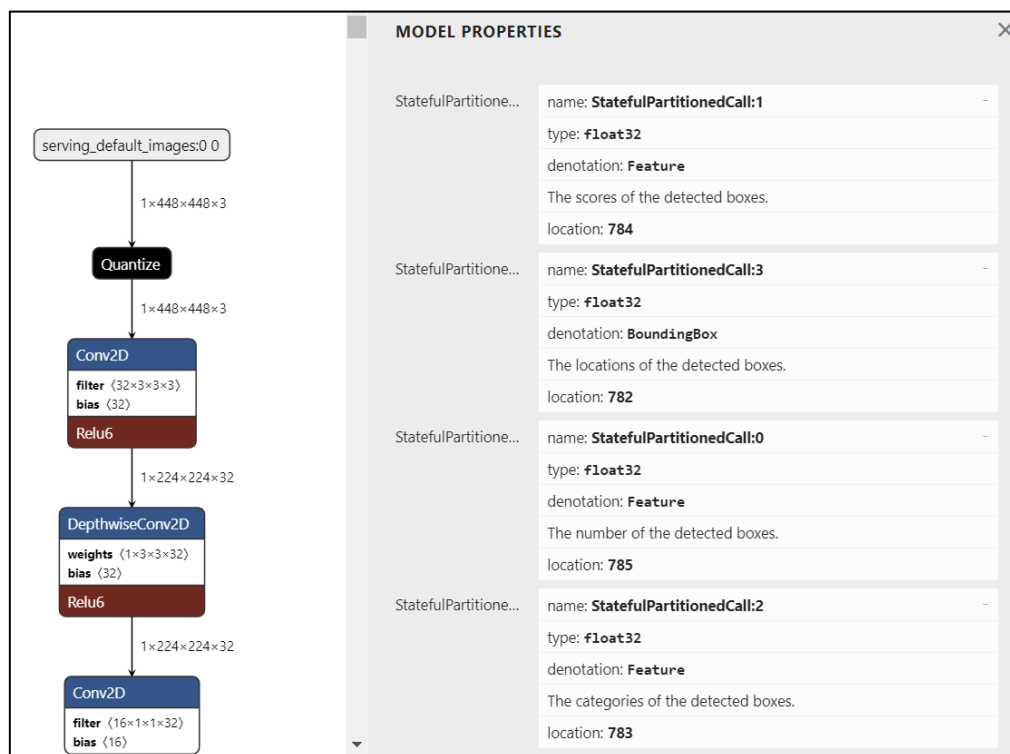 serving_default_images:0 0
1×448×448×3
Quantize
1×448×448×3
Conv2D
filter ⟨32×3×3×3⟩
bias ⟨32⟩
Relu6
1×224×224×32
DepthwiseConv2D
weights ⟨1×3×3×32⟩
bias ⟨32⟩
Relu6
1×224×224×32
Conv2D
filter ⟨16×1×1×32⟩
bias ⟨16⟩
MODEL PROPERTIES
StatefulPartitione...
name: StatefulPartitionedCall:1
type: float32
denotation: Feature
The scores of the detected boxes.
location: 784
StatefulPartitione...
name: StatefulPartitionedCall:3
type: float32
denotation: BoundingBox
The locations of the detected boxes.
location: 782
StatefulPartitione...
name: StatefulPartitionedCall:0
type: float32
denotation: Feature
The number of the detected boxes.
location: 785
StatefulPartitione...
name: StatefulPartitionedCall:2
type: float32
denotation: Feature
The categories of the detected boxes.
location: 783